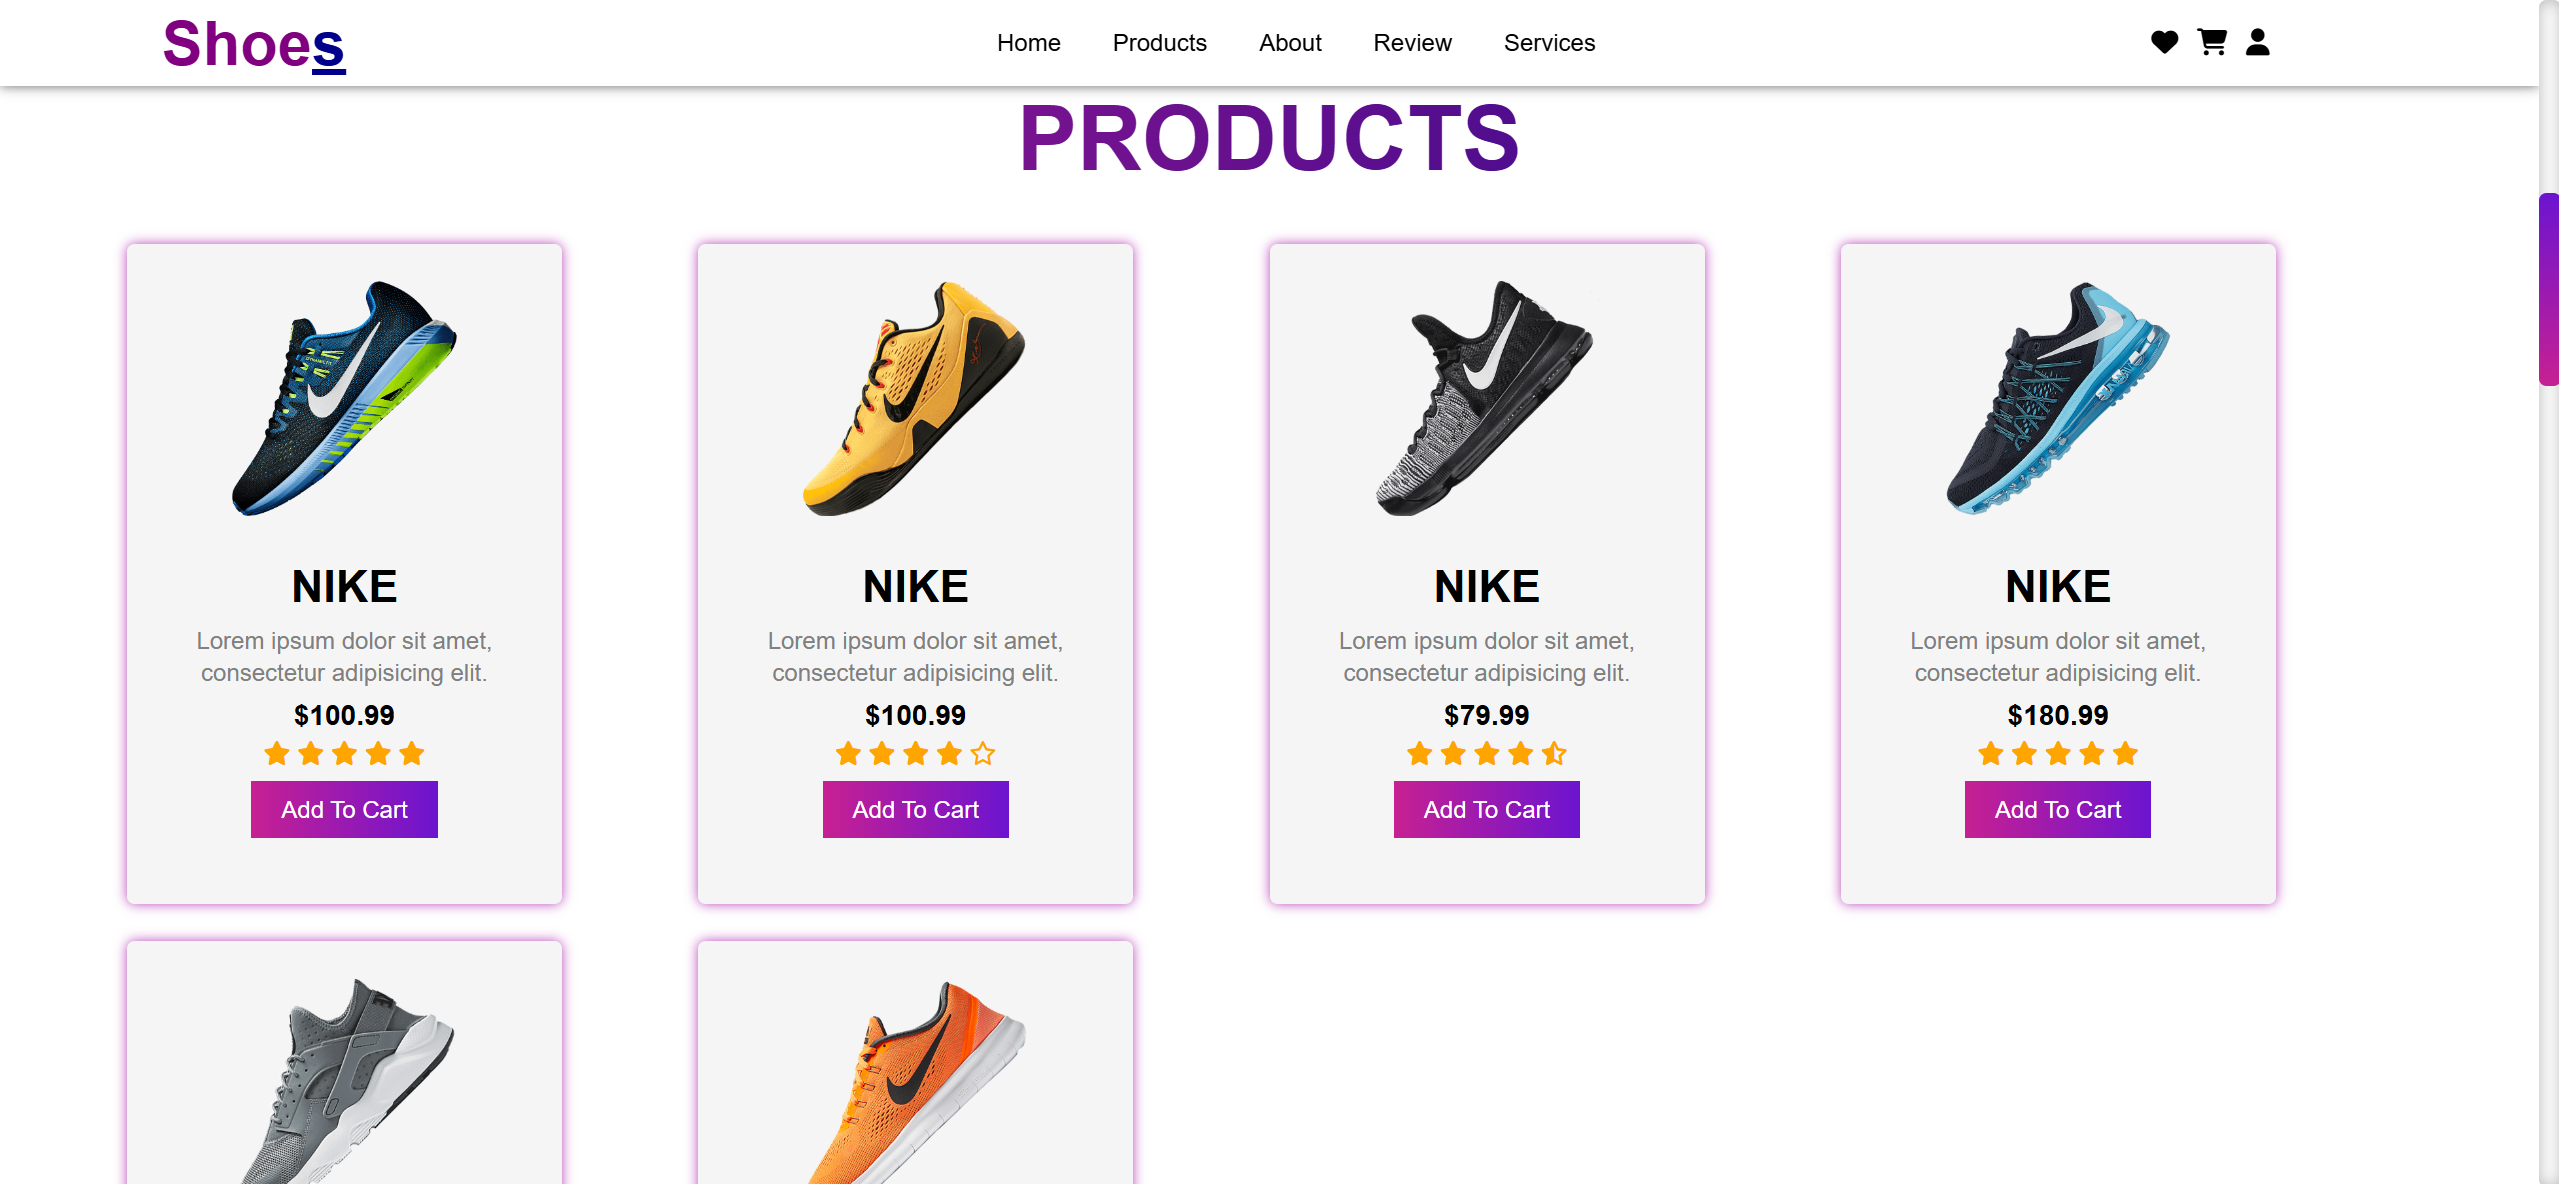 Shoes
Home Products About Review Services
PRODUCTS
NIKE
Lorem ipsum dolor sit amet,
consectetur adipisicing elit.
$100.99
Add To Cart
NIKE
Lorem ipsum dolor sit amet,
consectetur adipisicing elit.
$100.99
Add To Cart
NIKE
Lorem ipsum dolor sit amet,
consectetur adipisicing elit.
$79.99
Add To Cart
NIKE
Lorem ipsum dolor sit amet,
consectetur adipisicing elit.
$180.99
Add To Cart